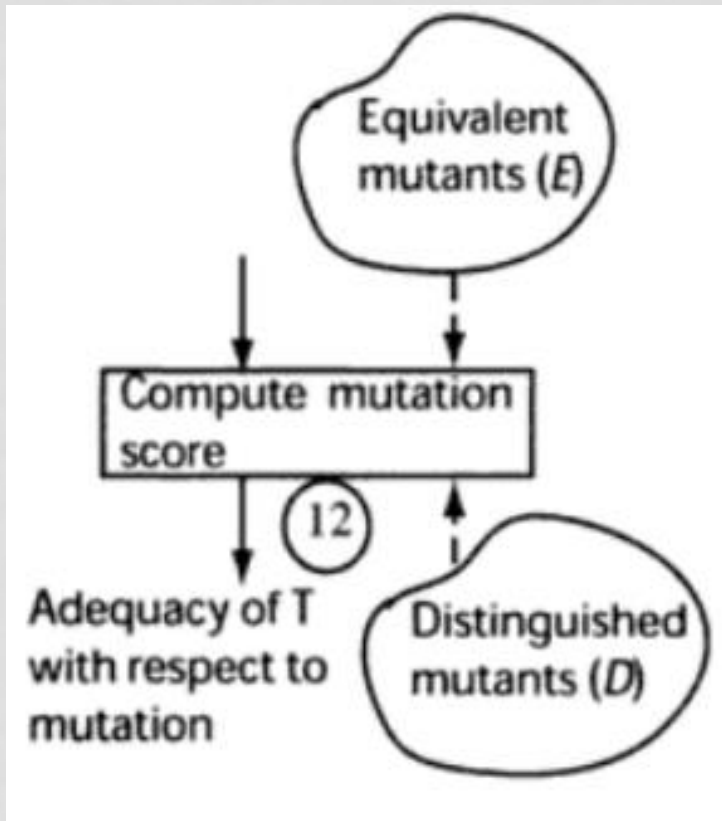 Equivalent
mutants (E)
Compute mutation
score
12
Adequacy of T
with respect to
mutation
Distinguished
mutants (D)